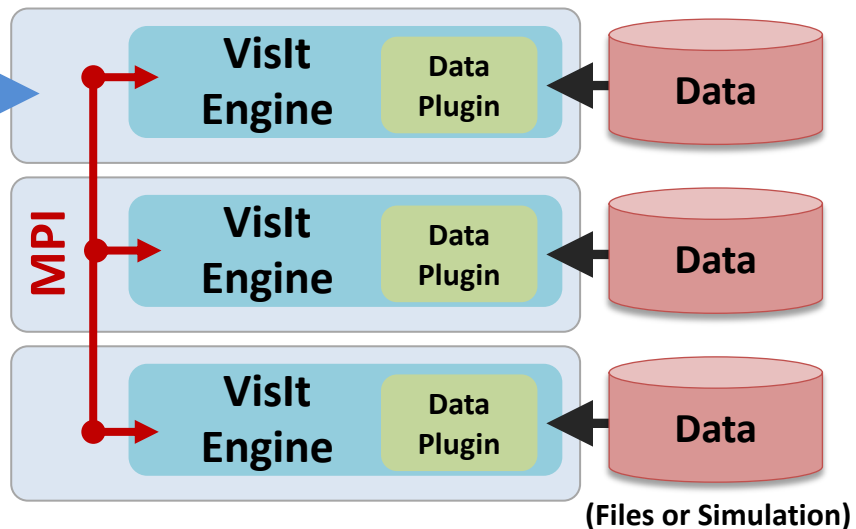 VisIt
Engine
Data
Plugin
Data
MPI
VisIt
Engine
Data
Plugin
Data
VisIt
Engine
Data
Plugin
Data
(Files or Simulation)